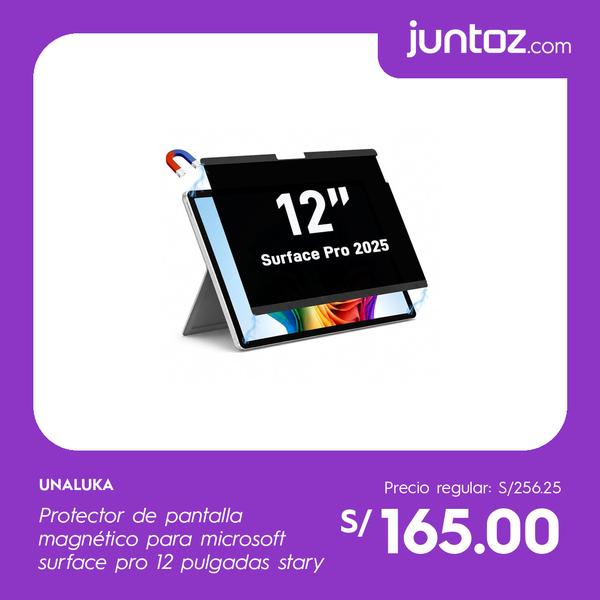 juntoz.com
12"
Surface Pro 2025
UNALUKA
Protector de pantalla
magnético para microsoft
surface pro 12 pulgadas stary
Precio regular: S/256.25
S/165.00